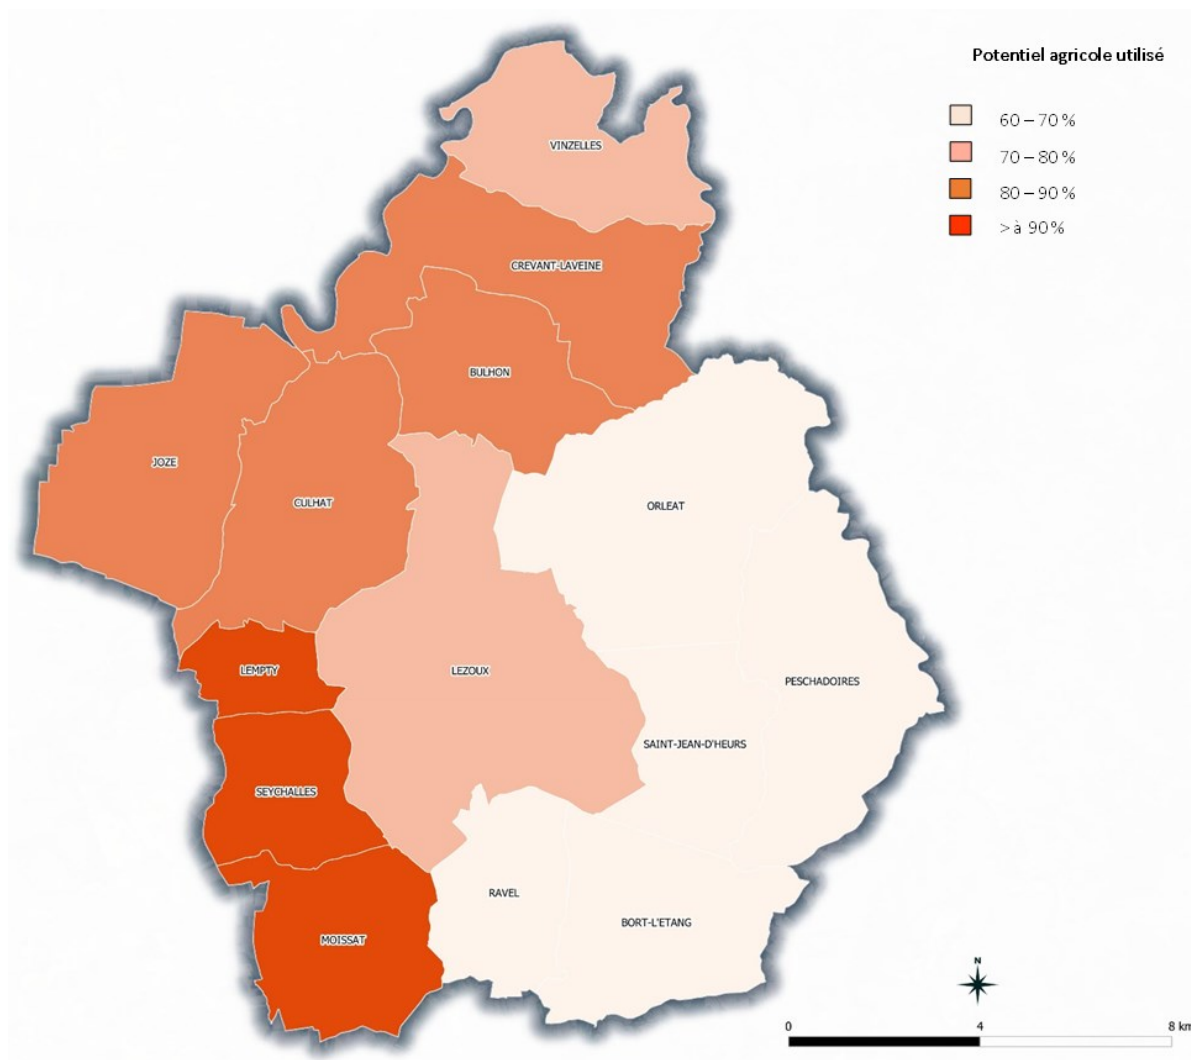 Potentiel agricole utilisé
60 – 70 %
70 – 80 %
80 – 90 %
> à 90 %
VINZELLES
CREVANT-LAVEINE
BULHON
JOZE
CULHAT
ORLEAT
LEMPTY
LEZOUX
PESCHADOIRES
SAINT-JEAN-D'HEURS
SEYCHALLES
RAVEL
BORT-L'ETANG
MOISSAT
N
0 4 8 km